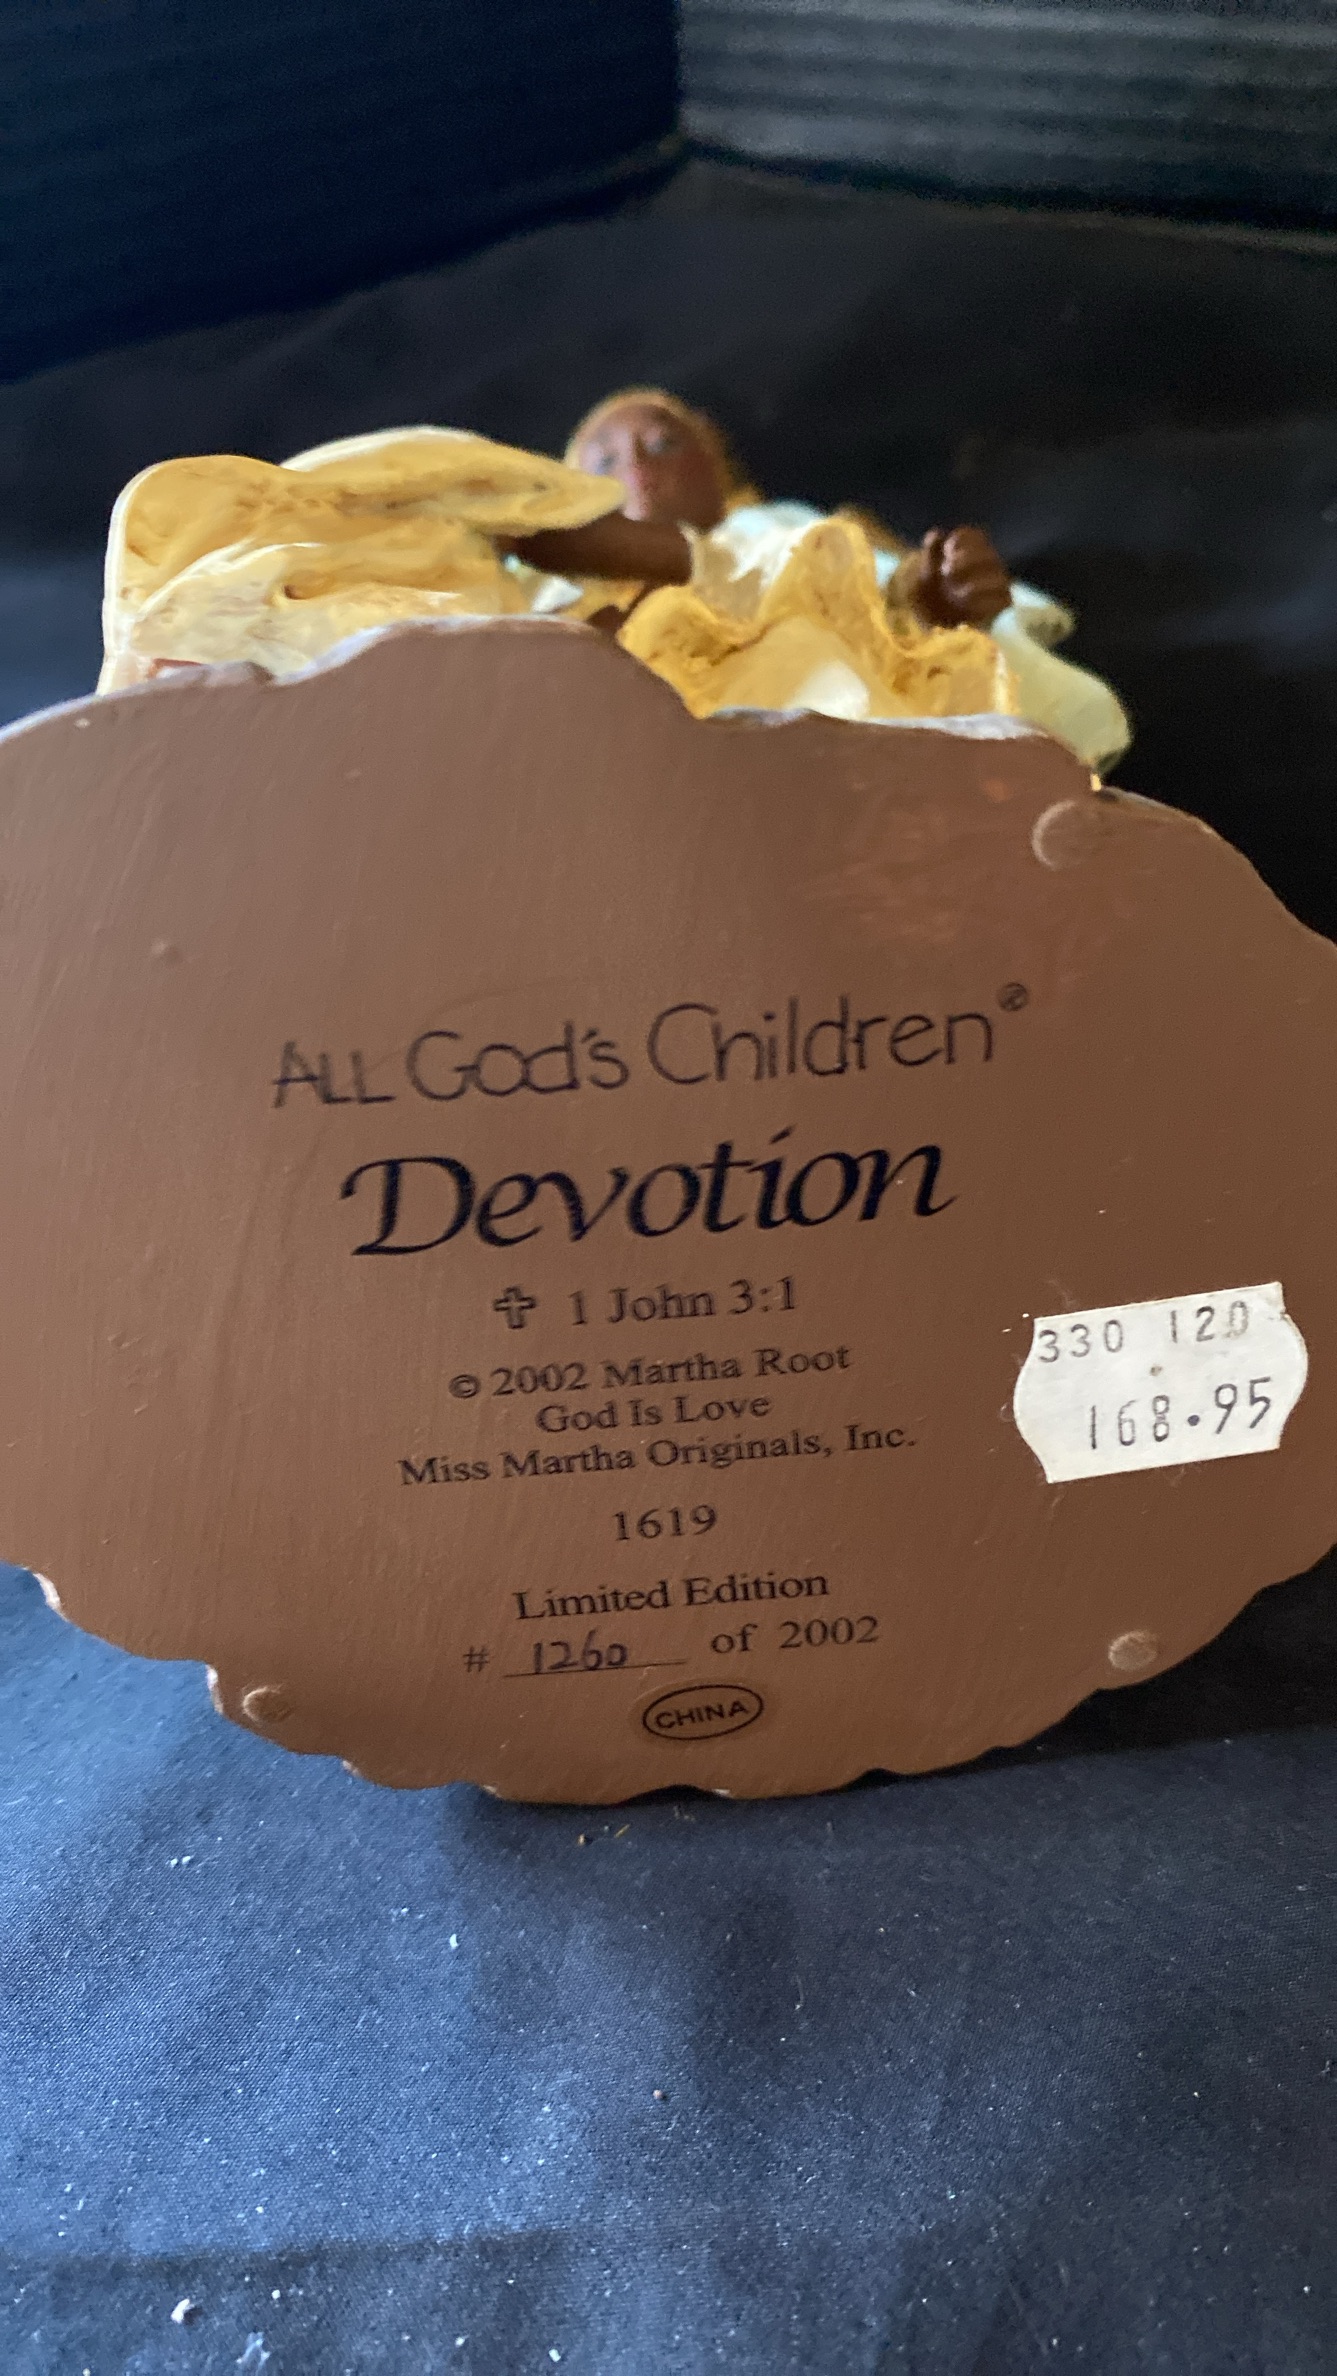 ALL God's Children®
Devotion
✞ 1 John 3:1
© 2002 Martha Root
God Is Love
Miss Martha Originals, Inc.
1619
Limited Edition
# 1260 of 2002
CHINA
330 120
168.95